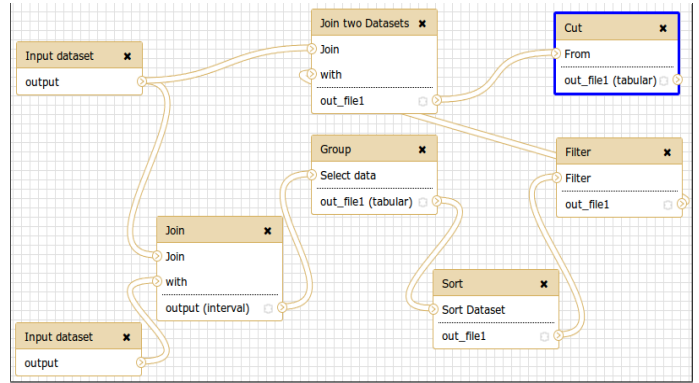 Input dataset
output
Join two Datasets
Join
with
out_file1
Cut
From
out_file1 (tabular)
Group
Select data
out_file1 (tabular)
Filter
Filter
out_file1
Join
Join
with
output (interval)
Sort
Sort Dataset
out_file1
Input dataset
output